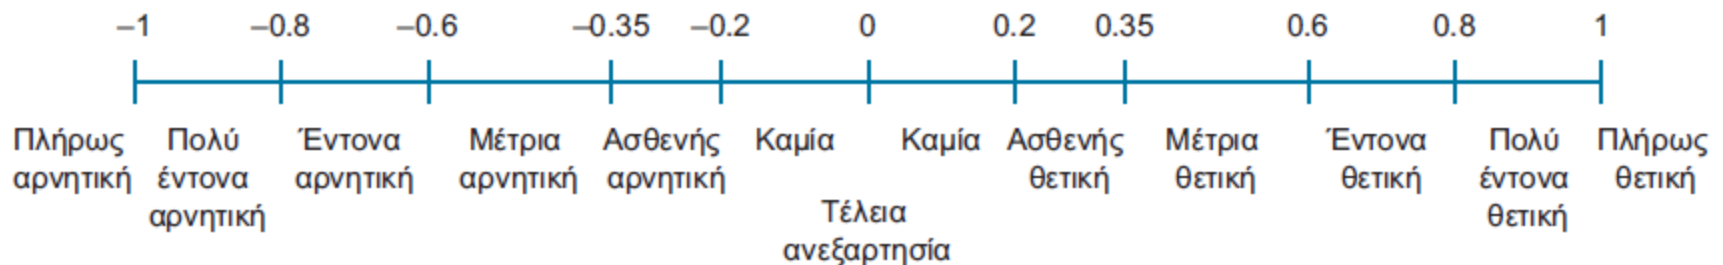 –1 –0.8 –0.6 –0.35 –0.2 0 0.2 0.35 0.6 0.8 1
Πλήρως Πολύ Έντονα Μέτρια Ασθενής Καμία Καμία Ασθενής Μέτρια Έντονα Πολύ Πλήρως
αρνητική έντονα αρνητική αρνητική αρνητική θετική θετική θετική έντονα θετική
αρνητική Τέλεια θετική
ανεξαρτησία